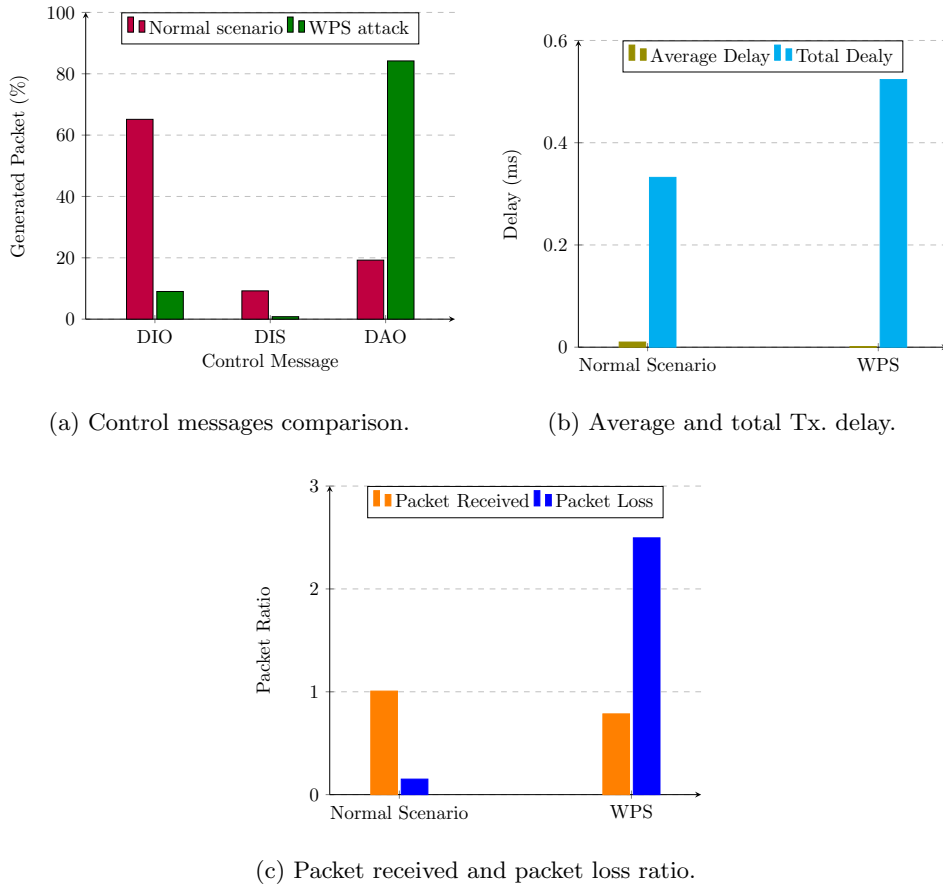 100
80
60
40
20
0
Generated Packet (%)
Normal scenario WPS attack
DIO DIS DAO
Control Message
(a) Control messages comparison.
0.6
0.4
0.2
0
Delay (ms)
Average Delay Total Dealy
Normal Scenario WPS
(b) Average and total Tx. delay.
3
2
1
0
Packet Ratio
Packet Received Packet Loss
Normal Scenario WPS
(c) Packet received and packet loss ratio.